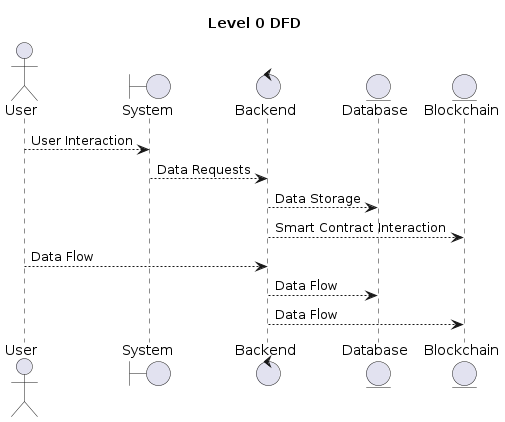 Level 0 DFD
User System Backend Database Blockchain
User Interaction
Data Requests
Data Storage
Smart Contract Interaction
Data Flow
Data Flow
Data Flow
User System Backend Database Blockchain